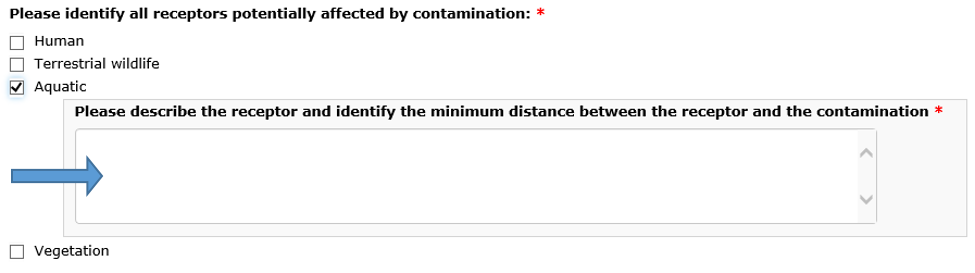 Please identify all receptors potentially affected by contamination: *
Human
Terrestrial wildlife
Aquatic
Please describe the receptor and identify the minimum distance between the receptor and the contamination *
Vegetation